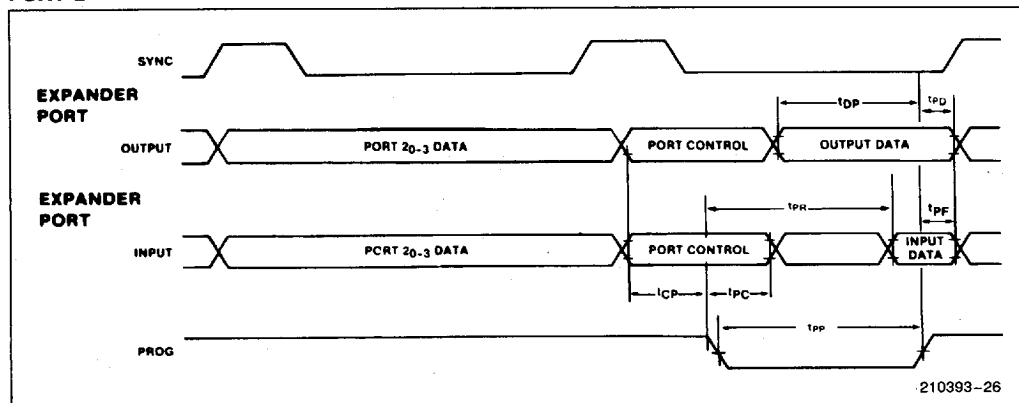 SYNC
EXPANDER
PORT
tDP
tPD
OUTPUT
PORT 20-3 DATA
PORT CONTROL
OUTPUT DATA
EXPANDER
PORT
tPR
tPF
INPUT
PORT 20-3 DATA
PORT CONTROL
INPUT
DATA
tCP
tPC
tPP
PROG
210393-26